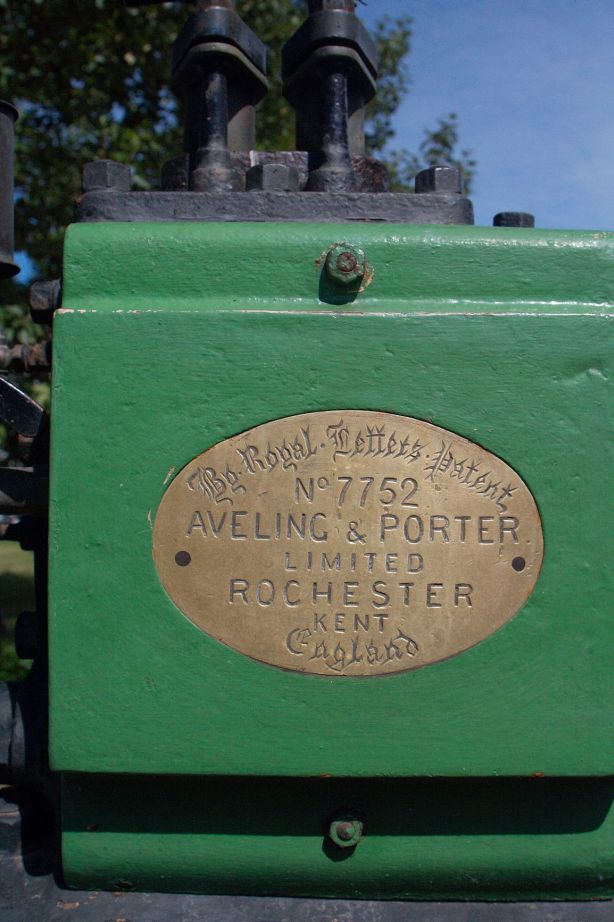 By·Royal·Letters·Patent
Nº 7752
AVELING & PORTER
LIMITED
ROCHESTER
KENT
England